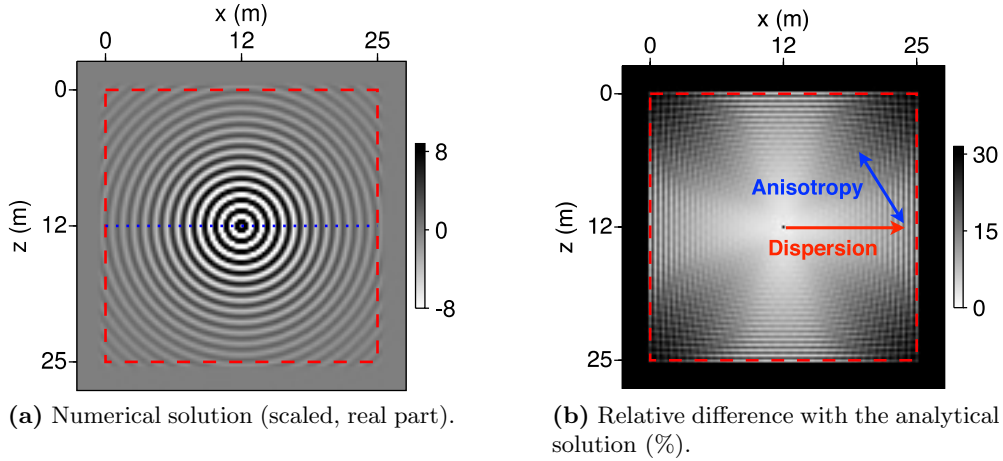 x (m)
0 12 25
z (m)
0
12
25
8
0
-8
(a) Numerical solution (scaled, real part).
x (m)
0 12 25
z (m)
0
12
25
Anisotropy
Dispersion
30
15
0
(b) Relative difference with the analytical
solution (%).